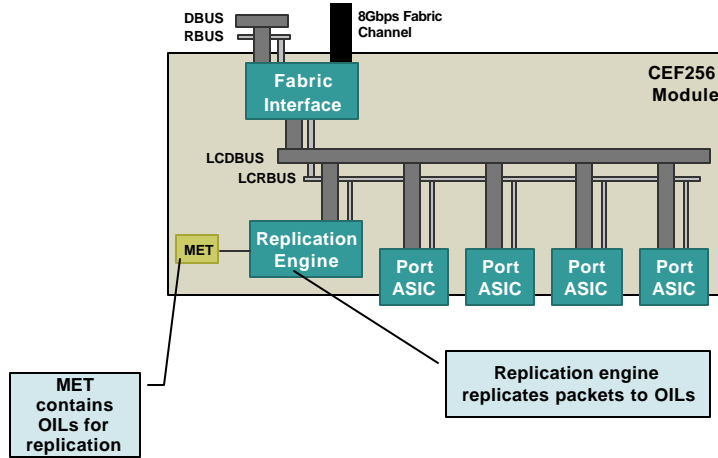 DBUS
RBUS
8Gbps Fabric
Channel
CEF256
Module
Fabric
Interface
LCDBUS
LCRBUS
MET
Replication
Engine
Port
ASIC
Port
ASIC
Port
ASIC
Port
ASIC
MET
contains
OILs for
replication
Replication engine
replicates packets to OILs